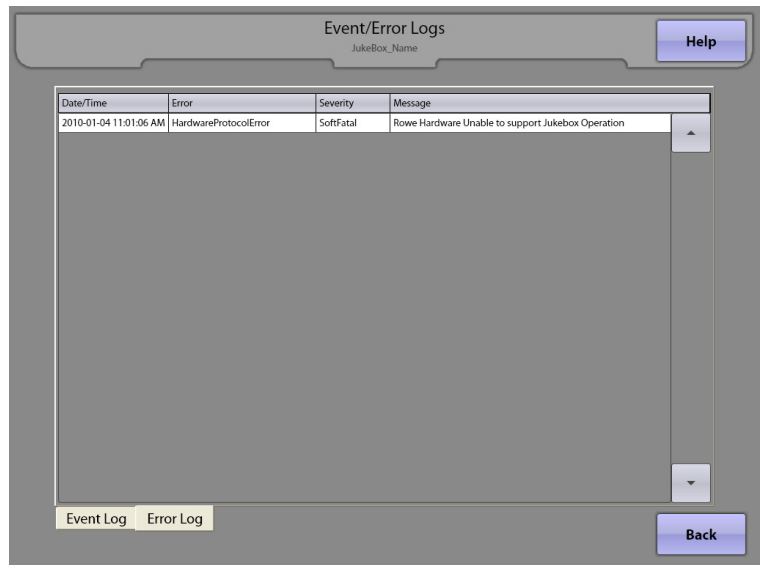 Event/Error Logs
JukeBox_Name
Help
Date/Time Error Severity Message
2010-01-04 11:01:06 AM HardwareProtocolError SoftFatal Rowe Hardware Unable to support Jukebox Operation
Event Log Error Log
Back